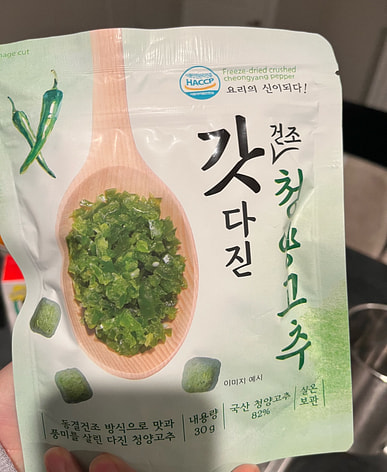 mage cut
HACCP
Freeze-dried crushed
cheongyang pepper
요리의 신이되다!
갓다진
건조
청양고추
이미지 예시
동결건조 방식으로 맛과
풍미를 살린 다진 청양고추
내용량
30g
국산 청양고추
82%
실온
보관